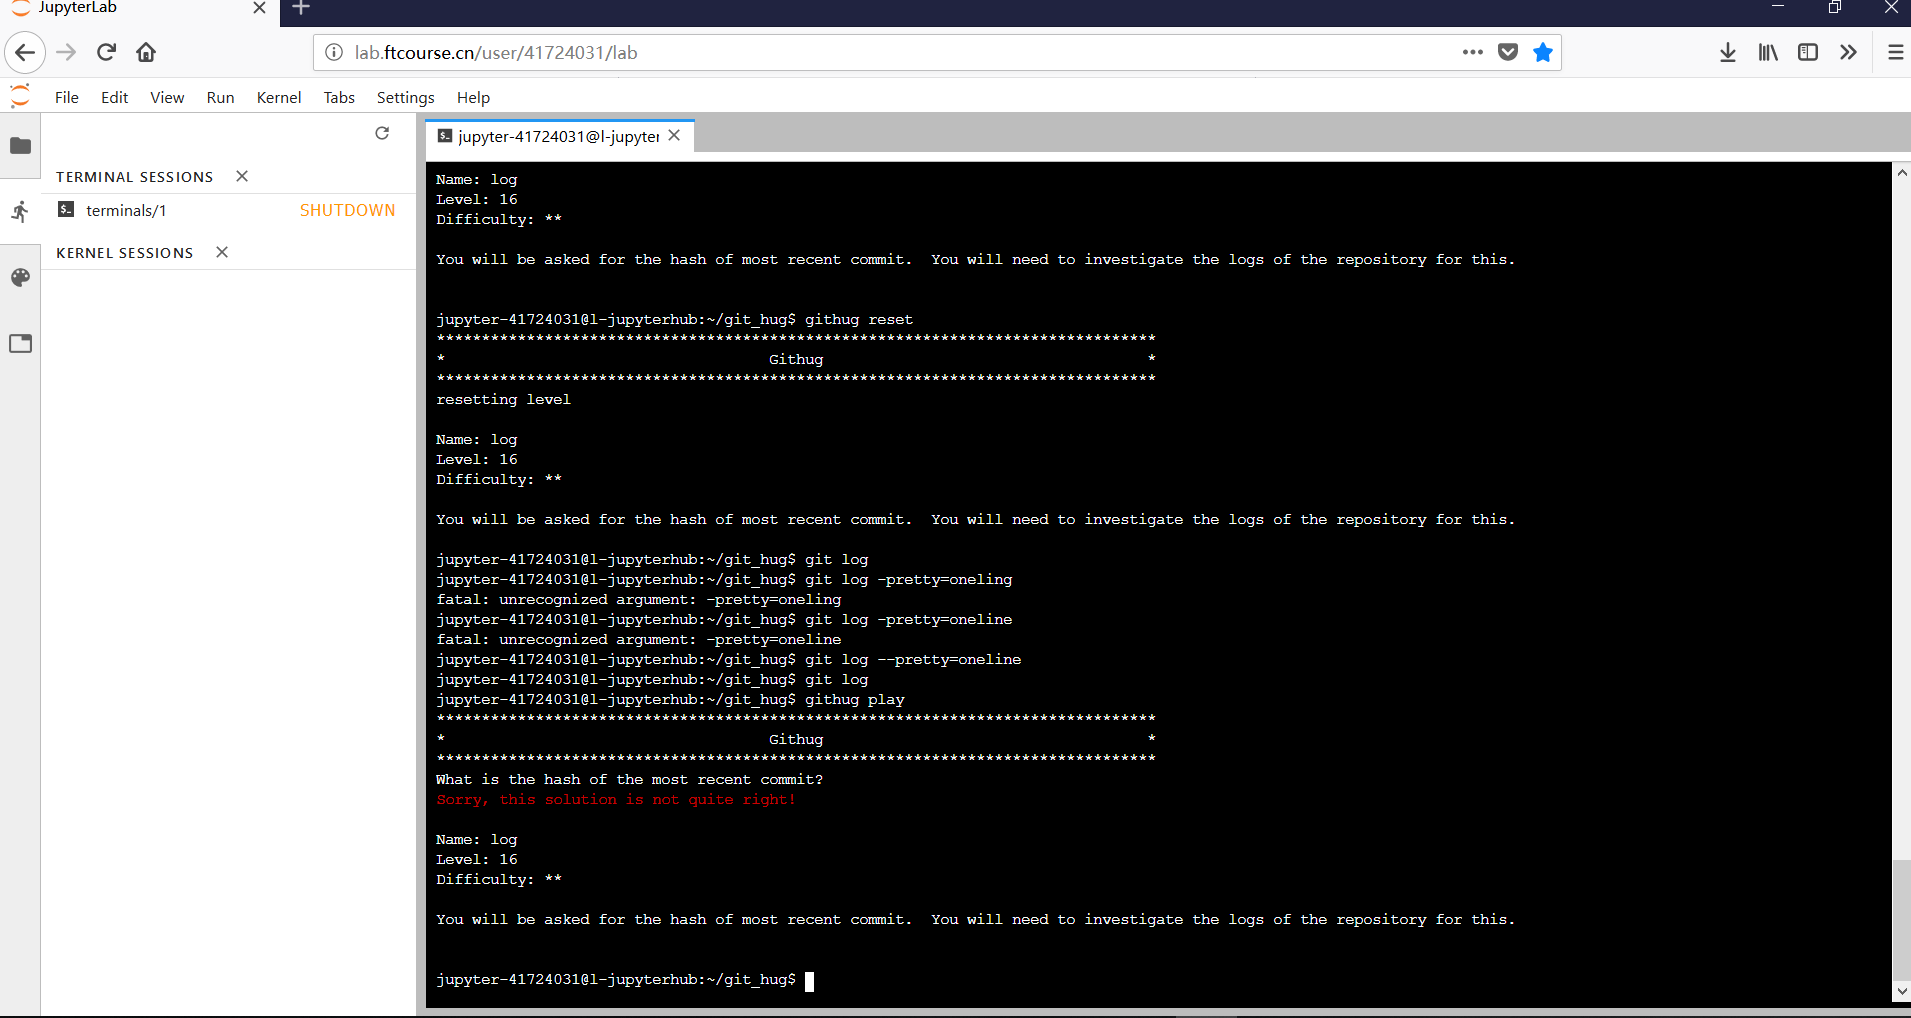 JupyterLab
lab.ftcourse.cn/user/41724031/lab
File Edit View Run Kernel Tabs Settings Help
jupyter-41724031@l-jupyter
TERMINAL SESSIONS
terminals/1 SHUTDOWN
KERNEL SESSIONS
Name: log
Level: 16
Difficulty: **
You will be asked for the hash of most recent commit.  You will need to investigate the logs of the repository for this.
jupyter-41724031@l-jupyterhub:~/git_hug$ githug reset
********************************************************************************
*                                    Githug                                    *
********************************************************************************
resetting level
Name: log
Level: 16
Difficulty: **
You will be asked for the hash of most recent commit.  You will need to investigate the logs of the repository for this.
jupyter-41724031@l-jupyterhub:~/git_hug$ git log
jupyter-41724031@l-jupyterhub:~/git_hug$ git log -pretty=oneling
fatal: unrecognized argument: -pretty=oneling
jupyter-41724031@l-jupyterhub:~/git_hug$ git log -pretty=oneline
fatal: unrecognized argument: -pretty=oneline
jupyter-41724031@l-jupyterhub:~/git_hug$ git log --pretty=oneline
jupyter-41724031@l-jupyterhub:~/git_hug$ git log
jupyter-41724031@l-jupyterhub:~/git_hug$ githug play
********************************************************************************
*                                    Githug                                    *
********************************************************************************
What is the hash of the most recent commit?
Sorry, this solution is not quite right!
Name: log
Level: 16
Difficulty: **
You will be asked for the hash of most recent commit.  You will need to investigate the logs of the repository for this.
jupyter-41724031@l-jupyterhub:~/git_hug$